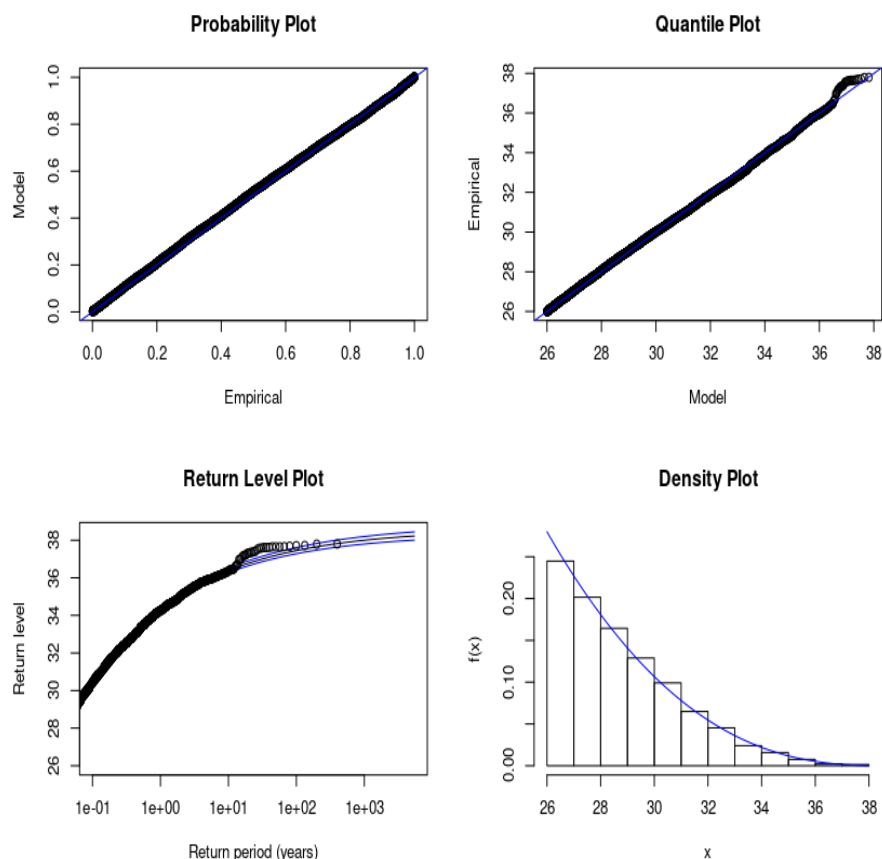 Probability Plot
Model
0.0 0.2 0.4 0.6 0.8 1.0
0.0 0.2 0.4 0.6 0.8 1.0
Empirical
Quantile Plot
Empirical
26 28 30 32 34 36 38
26 28 30 32 34 36 38
Model
Return Level Plot
Return level
26 28 30 32 34 36 38
1e-01 1e+00 1e+01 1e+02 1e+03
Return period (years)
Density Plot
f(x)
0.00 0.10 0.20
26 28 30 32 34 36 38
x